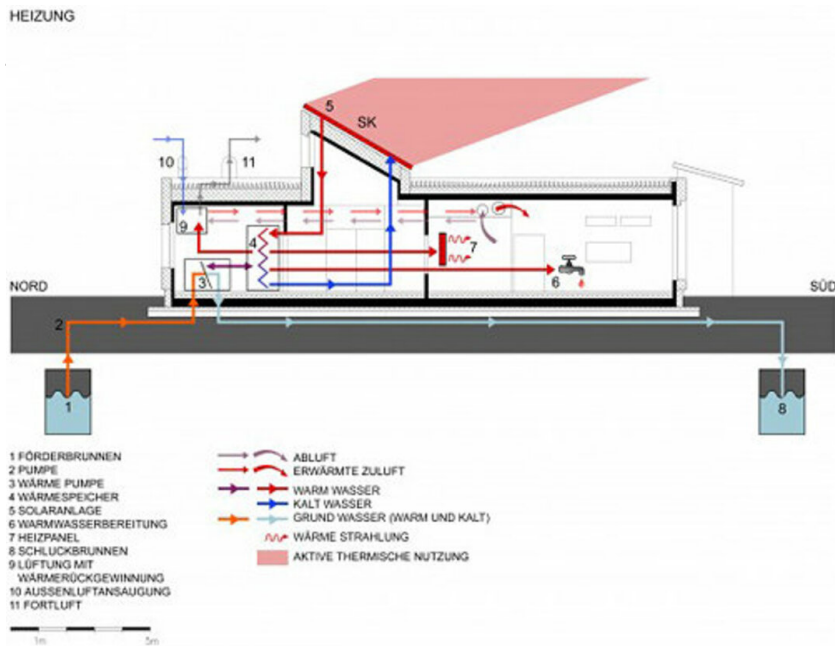 HEIZUNG
5
SK
10
11
9
4
7
3
6
NORD
SÜD
2
1
8
1 FÖRDERBRUNNEN
2 PUMPE
3 WÄRME PUMPE
4 WÄRMESPEICHER
5 SOLARANLAGE
6 WARMWASSERBEREITUNG
7 HEIZPANEL
8 SCHLUCKBRUNNEN
9 LÜFTUNG MIT
WÄRMERÜCKGEWINNUNG
10 AUSSENLUFTANSAUGUNG
11 FORTLUFT
ABLUFT
ERWÄRMTE ZULUFT
WARM WASSER
KALT WASSER
GRUND WASSER (WARM UND KALT)
WÄRME STRAHLUNG
AKTIVE THERMISCHE NUTZUNG
1m
5m